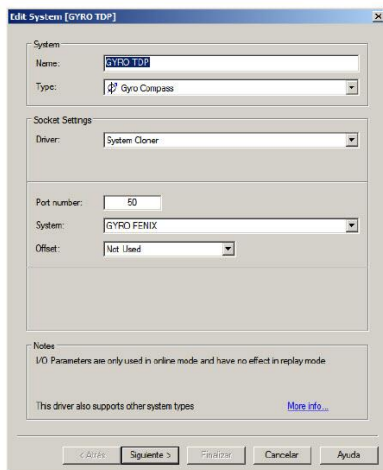 Edit System [GYRO TDP]
System
Name: GYRO TDP
Type: Gyro Compass
Socket Settings
Driver: System Cloner
Port number: 50
System: GYRO FENIX
Offset: Not Used
Notes
I/O Parameters are only used in online mode and have no effect in replay mode
This driver also supports other system types More info...
< Atrás Siguiente > Finalizar Cancelar Ayuda